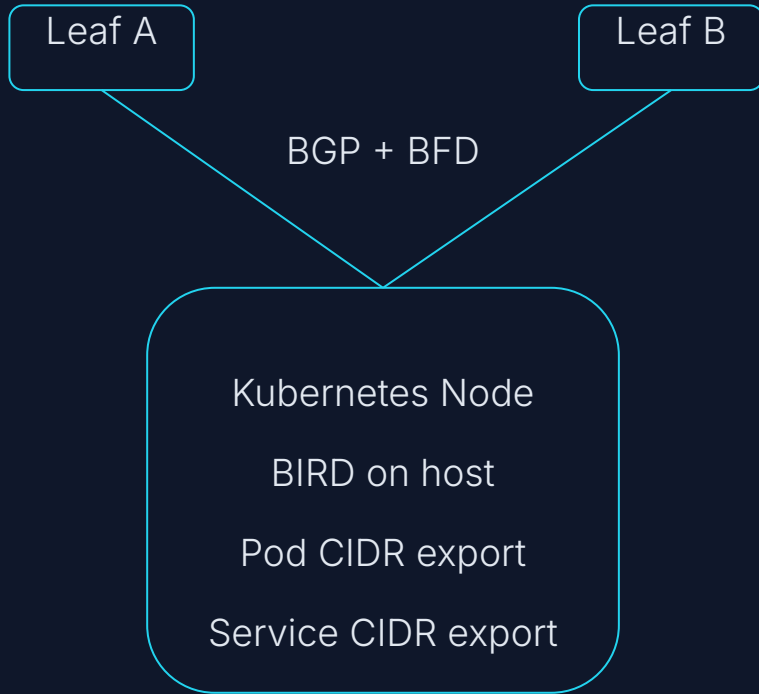 Leaf A
Leaf B
BGP + BFD
Kubernetes Node
BIRD on host
Pod CIDR export
Service CIDR export